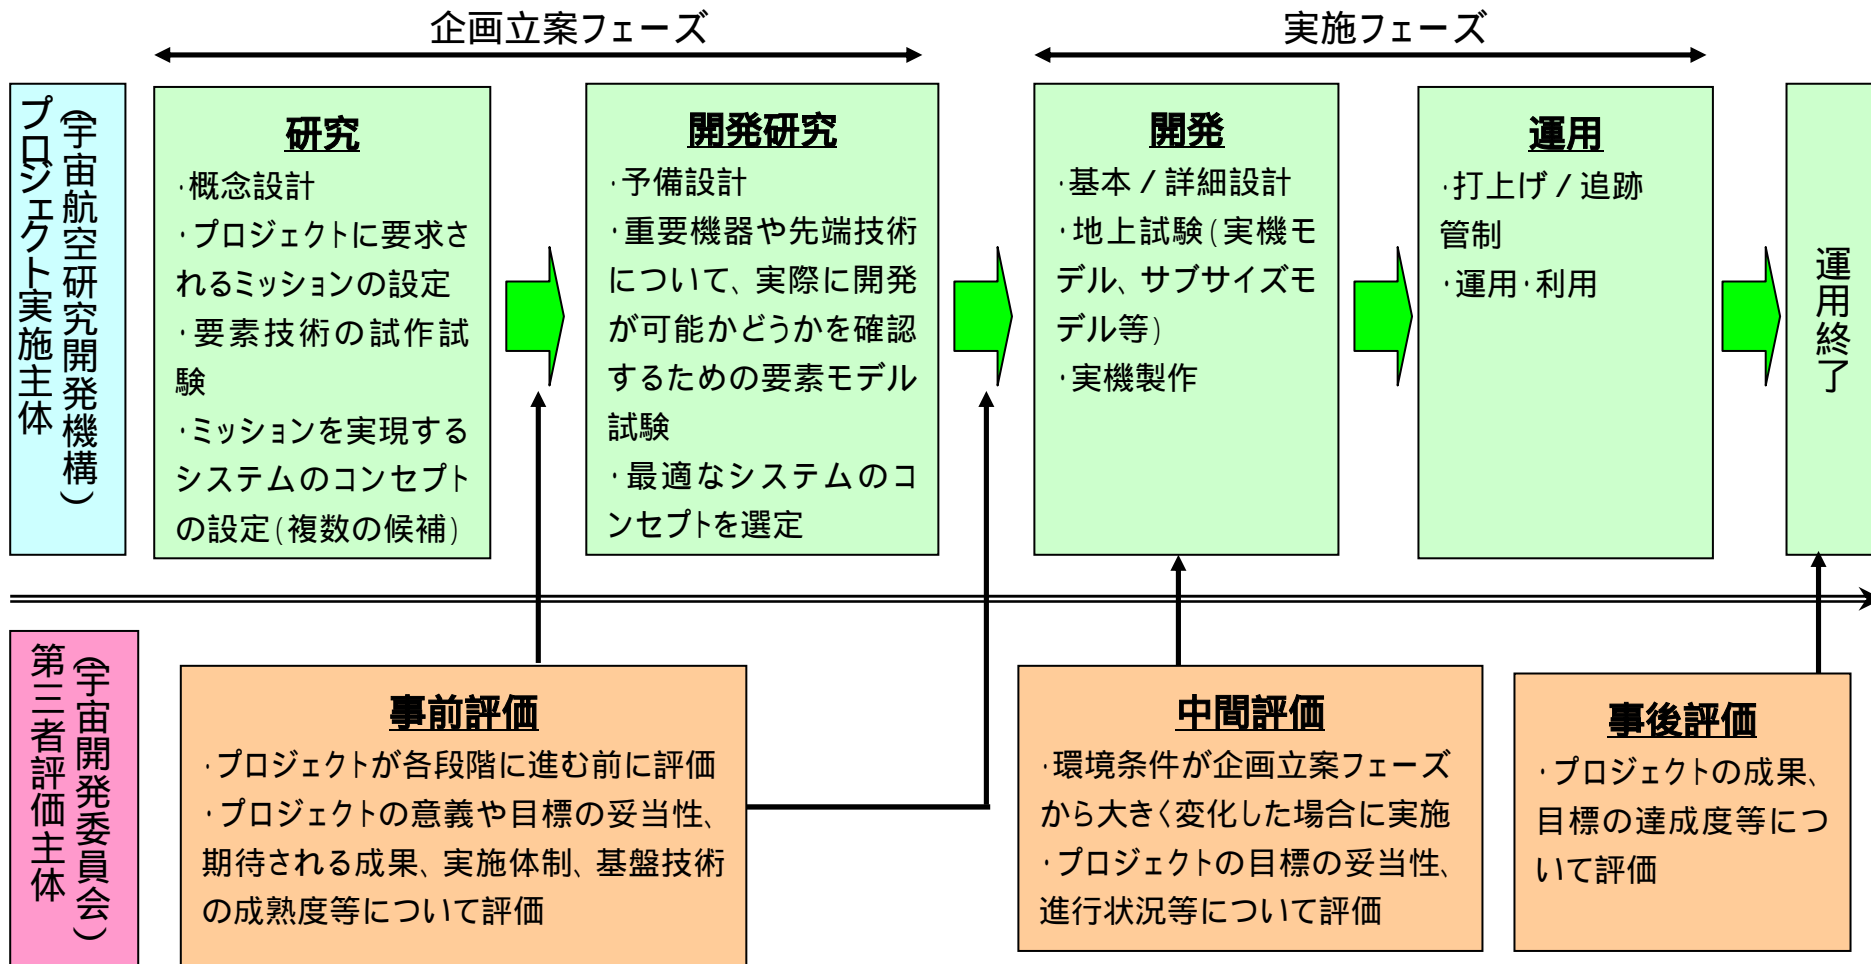 企画立案フェーズ
実施フェーズ
プロジェクト実施主体
(宇宙航空研究開発機構)
研究
・概念設計
・プロジェクトに要求さ
れるミッションの設定
・要素技術の試作試
験
・ミッションを実現する
システムのコンセプト
の設定(複数の候補)
開発研究
・予備設計
・重要機器や先端技術
について、実際に開発
が可能かどうかを確認
するための要素モデル
試験
・最適なシステムのコ
ンセプトを選定
開発
・基本/詳細設計
・地上試験(実機モ
デル、サブサイズモ
デル等)
・実機製作
運用
・打上げ/追跡
管制
・運用・利用
運用終了
第三者評価主体
(宇宙開発委員会)
事前評価
・プロジェクトが各段階に進む前に評価
・プロジェクトの意義や目標の妥当性、
期待される成果、実施体制、基盤技術
の成熟度等について評価
中間評価
・環境条件が企画立案フェーズ
から大きく変化した場合に実施
・プロジェクトの目標の妥当性、
進行状況等について評価
事後評価
・プロジェクトの成果、
目標の達成度等につ
いて評価